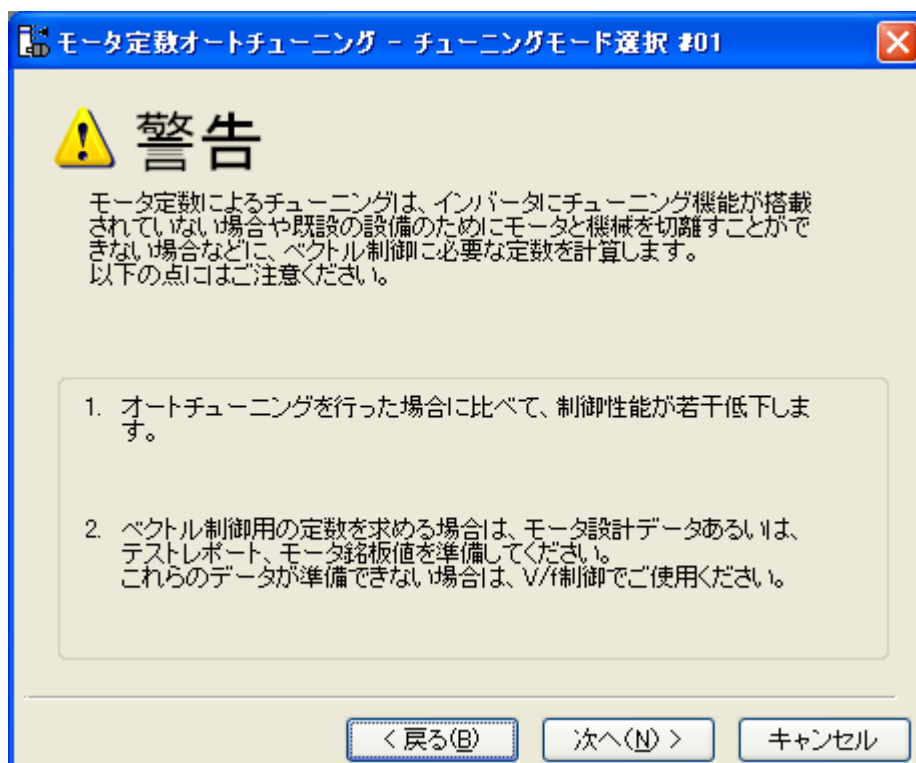 モータ定数オートチューニング - チューニングモード選択 #01
警告
モータ定数によるチューニングは、インバータにチューニング機能が搭載
されていない場合や既設の設備のためにモータと機械を切離すことがで
きない場合などに、ベクトル制御に必要な定数を計算します。
以下の点にはご注意ください。
1. オートチューニングを行った場合に比べて、制御性能が若干低下しま
す。
2. ベクトル制御用の定数を求める場合は、モータ設計データあるいは、
テストレポート、モータ銘板値を準備してください。
これらのデータが準備できない場合は、V/f制御でご使用ください。
< 戻る(B) 次へ(N) > キャンセル